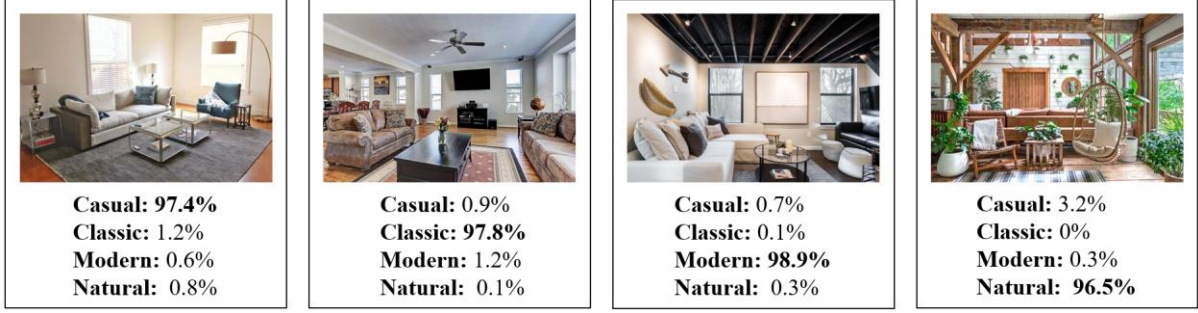 Casual: 97.4%
Classic: 1.2%
Modern: 0.6%
Natural: 0.8%
Casual: 0.9%
Classic: 97.8%
Modern: 1.2%
Natural: 0.1%
Casual: 0.7%
Classic: 0.1%
Modern: 98.9%
Natural: 0.3%
Casual: 3.2%
Classic: 0%
Modern: 0.3%
Natural: 96.5%